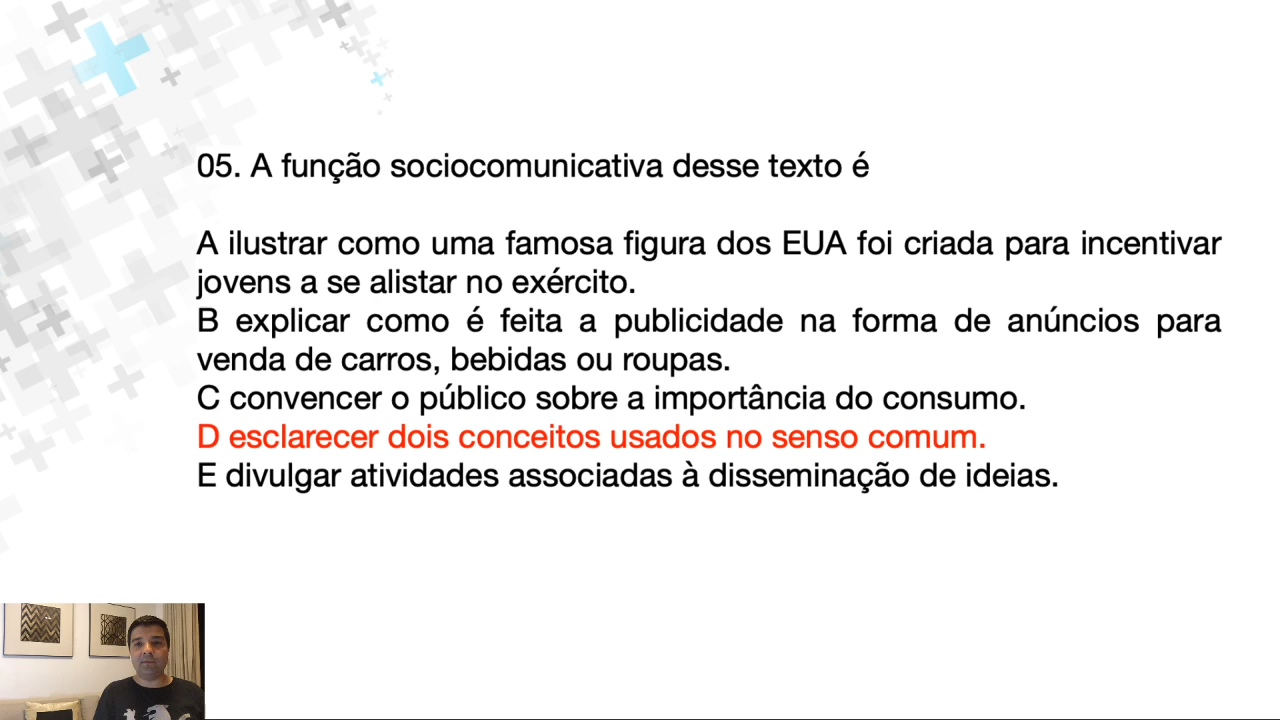 05. A função sociocomunicativa desse texto é
A ilustrar como uma famosa figura dos EUA foi criada para incentivar
jovens a se alistar no exército.
B explicar como é feita a publicidade na forma de anúncios para
venda de carros, bebidas ou roupas.
C convencer o público sobre a importância do consumo.
D esclarecer dois conceitos usados no senso comum.
E divulgar atividades associadas à disseminação de ideias.